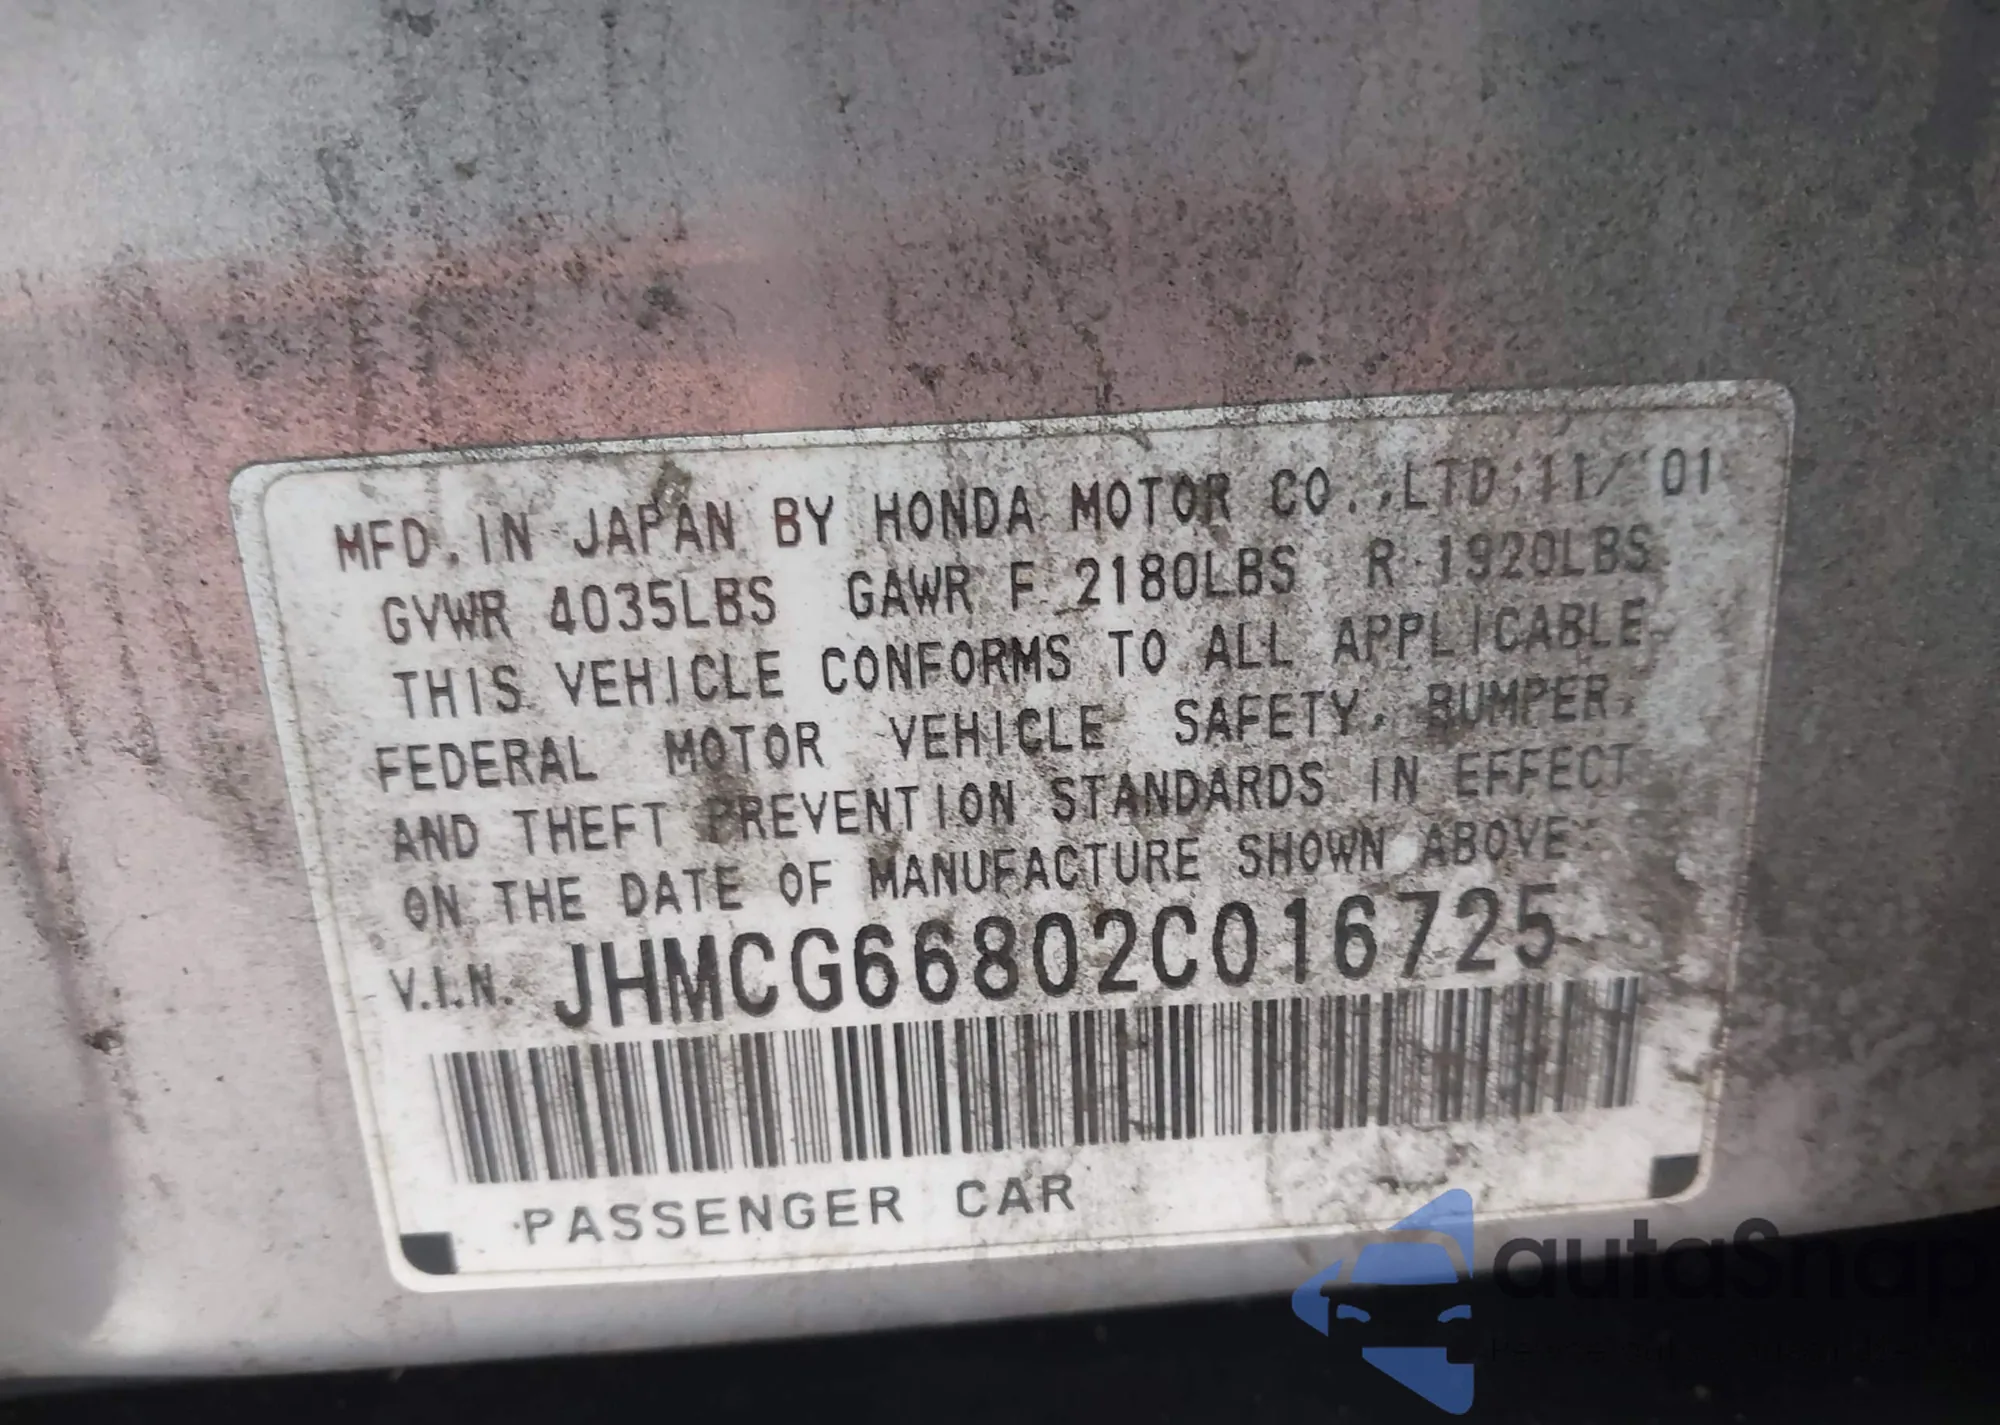 MFD. IN JAPAN BY HONDA MOTOR CO.,LTD; 11/'01
GVWR 4035LBS GAWR F 2180LBS R 1920LBS
THIS VEHICLE CONFORMS TO ALL APPLICABLE
FEDERAL MOTOR VEHICLE SAFETY, BUMPER,
AND THEFT PREVENTION STANDARDS IN EFFECT
ON THE DATE OF MANUFACTURE SHOWN ABOVE
V.I.N. JHMCG66802C016725
PASSENGER CAR
autaSnap